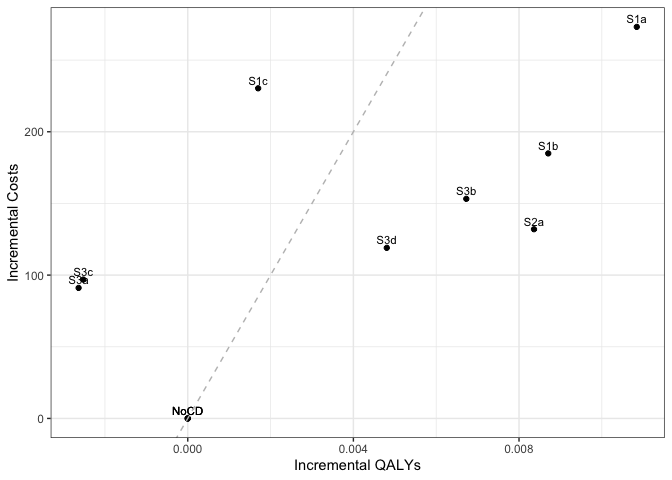 S1a
S1c
S1b
S3b
S2a
S3d
S3c
S3a
NoCD
200
100
0
0.000
0.004
0.008
Incremental QALYs
Incremental Costs